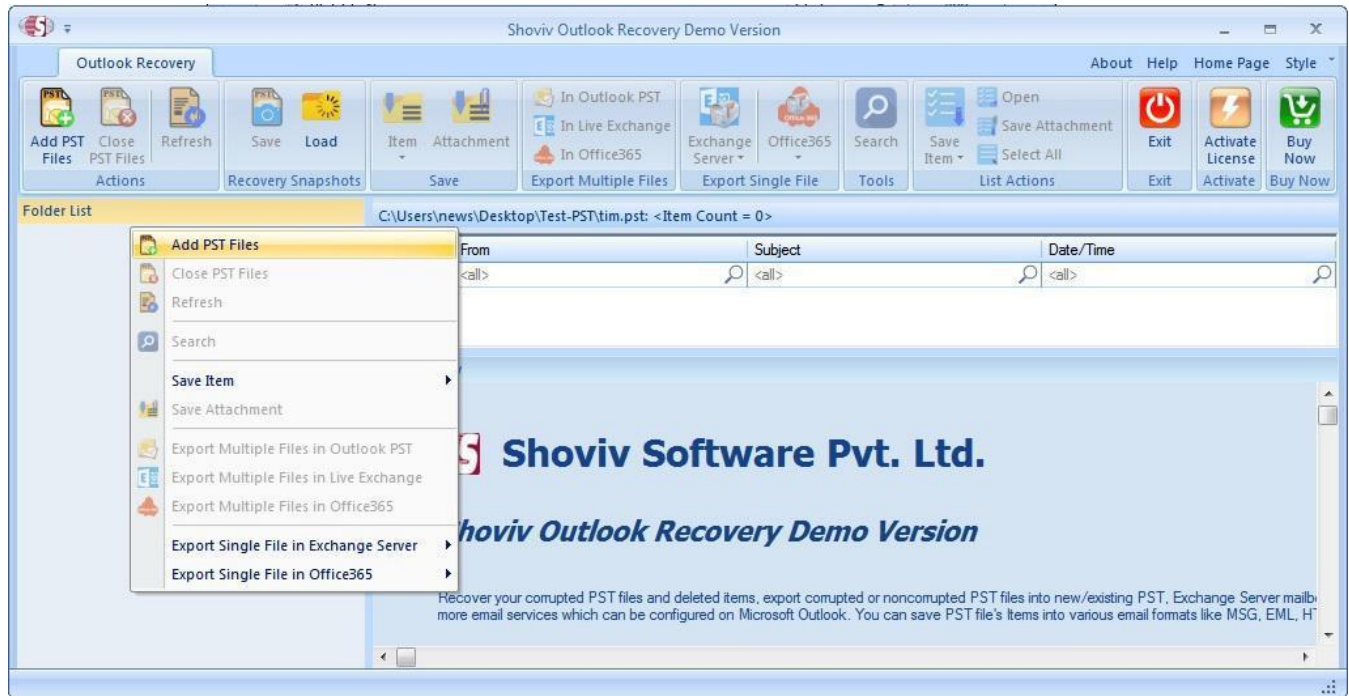 Shoviv Outlook Recovery Demo Version
Outlook Recovery
About Help Home Page Style
Add PST Files
Close PST Files
Refresh
Save
Load
Item
Attachment
In Outlook PST
In Live Exchange
In Office365
Exchange Server
Office365
Search
Save Item
Open
Save Attachment
Select All
Exit
Activate License
Buy Now
Actions
Recovery Snapshots
Save
Export Multiple Files
Export Single File
Tools
List Actions
Exit
Activate
Buy Now
Folder List
C:\Users\news\Desktop\Test-PST\tim.pst: <Item Count = 0>
From Subject Date/Time
<all> <all> <all>
Add PST Files
Close PST Files
Refresh
Search
Save Item
Save Attachment
Export Multiple Files in Outlook PST
Export Multiple Files in Live Exchange
Export Multiple Files in Office365
Export Single File in Exchange Server
Export Single File in Office365
Shoviv Software Pvt. Ltd.
hoviv Outlook Recovery Demo Version
Recover your corrupted PST files and deleted items, export corrupted or noncorrupted PST files into new/existing PST, Exchange Server mailb
more email services which can be configured on Microsoft Outlook. You can save PST file's Items into various email formats like MSG, EML, H